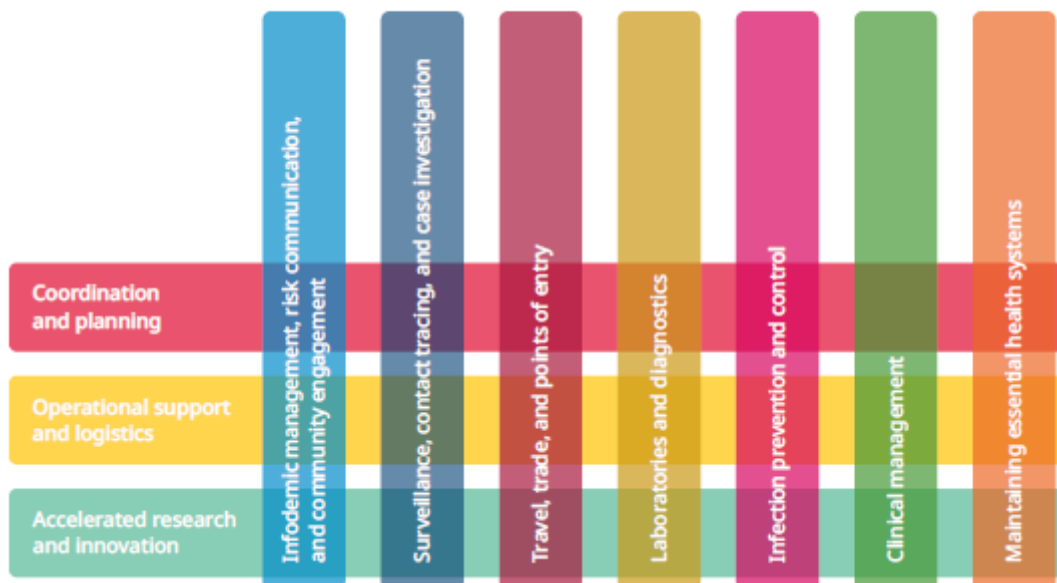 Coordination
and planning
Operational support
and logistics
Accelerated research
and innovation
Infodemic management, risk communication,
and community engagement
Surveillance, contact tracing, and case investigation
Travel, trade, and points of entry
Laboratories and diagnostics
Infection prevention and control
Clinical management
Maintaining essential health systems